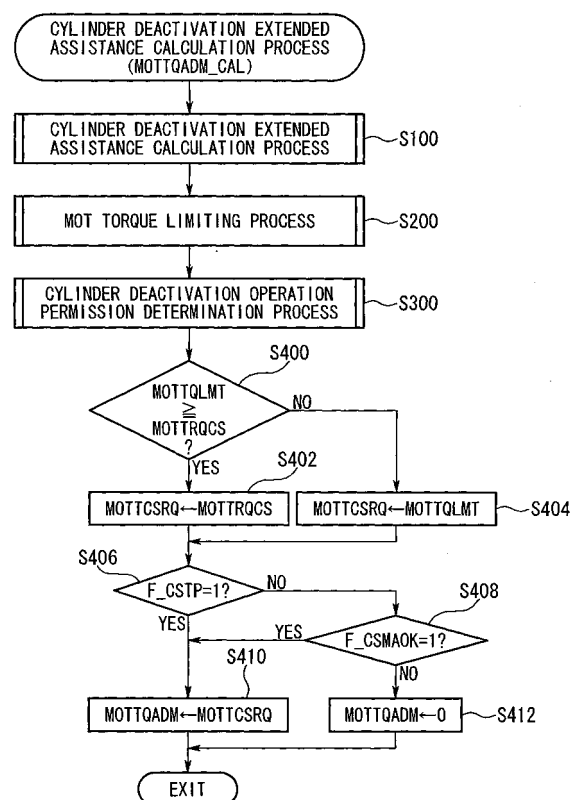 CYLINDER DEACTIVATION EXTENDED
ASSISTANCE CALCULATION PROCESS
(MOTTQADM_CAL)
CYLINDER DEACTIVATION EXTENDED
ASSISTANCE CALCULATION PROCESS
S100
MOT TORQUE LIMITING PROCESS
S200
CYLINDER DEACTIVATION OPERATION
PERMISSION DETERMINATION PROCESS
S300
S400
MOTTQLMT
≧
MOTTRQCS
?
NO
YES
S402
MOTTCSRQ←MOTTRQCS
MOTTCSRQ←MOTTQLMT
S404
S406
F_CSTP=1?
NO
YES
S408
F_CSMAOK=1?
YES
NO
S410
MOTTQADM←MOTTCSRQ
MOTTQADM←0
S412
EXIT